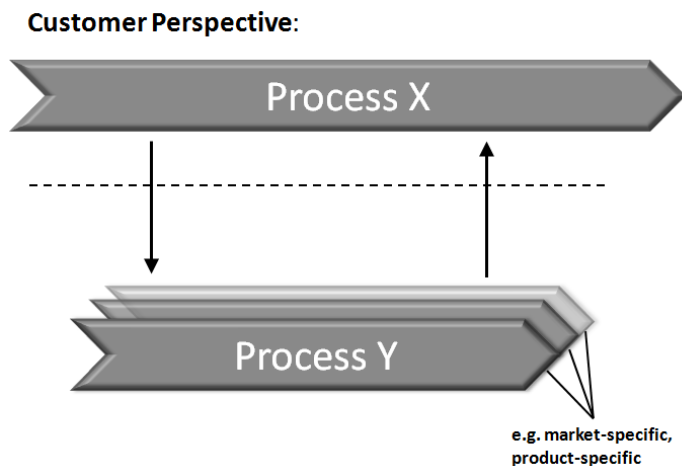 Customer Perspective:
Process X
Process Y
e.g. market-specific,
product-specific